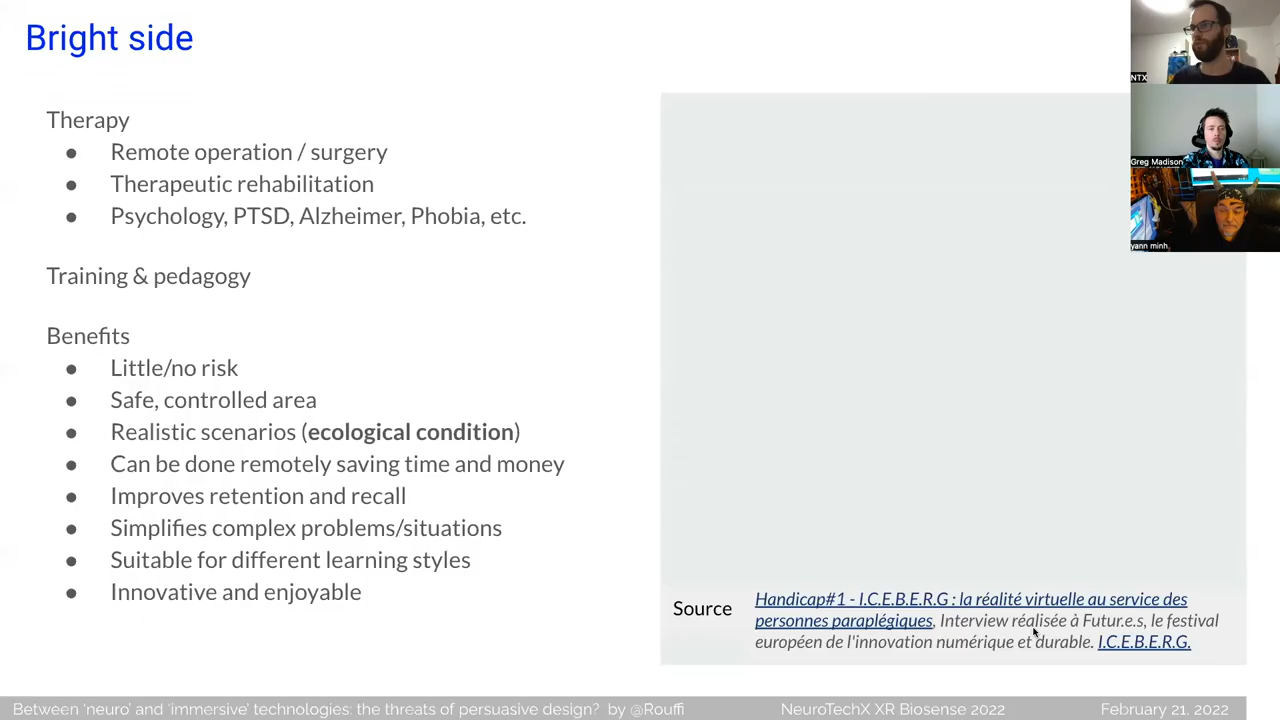 Bright side
Therapy
● Remote operation / surgery
● Therapeutic rehabilitation
● Psychology, PTSD, Alzheimer, Phobia, etc.
Training & pedagogy
Benefits
● Little/no risk
● Safe, controlled area
● Realistic scenarios (ecological condition)
● Can be done remotely saving time and money
● Improves retention and recall
● Simplifies complex problems/situations
● Suitable for different learning styles
● Innovative and enjoyable
NTX
Greg Madison
yann minh
Source
Handicap#1 - I.C.E.B.E.R.G : la réalité virtuelle au service des
personnes paraplégiques, Interview réalisée à Futur.e.s, le festival
européen de l'innovation numérique et durable. I.C.E.B.E.R.G.
Between 'neuro' and 'immersive' technologies: the threats of persuasive design? by @Rouffi
NeuroTechX XR Biosense 2022
February 21, 2022